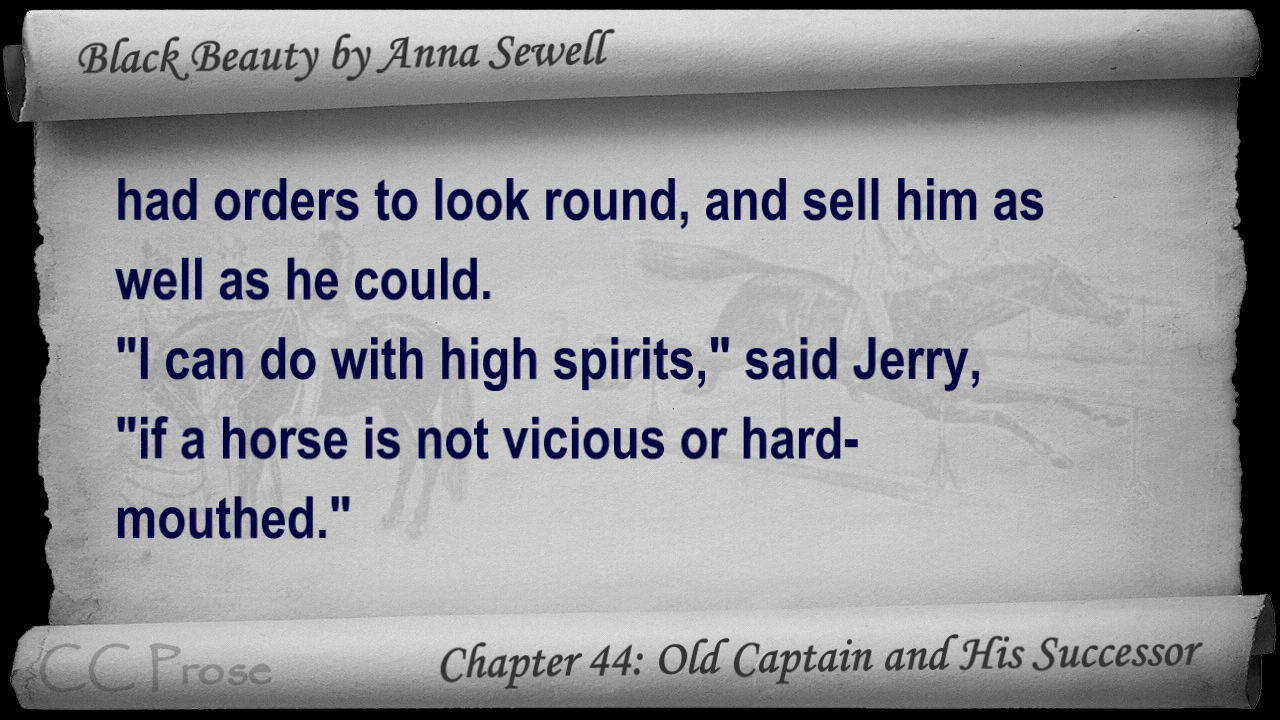 Black Beauty by Anna Sewell
had orders to look round, and sell him as
well as he could.
"I can do with high spirits," said Jerry,
"if a horse is not vicious or hard-
mouthed."
CC Prose
Chapter 44: Old Captain and His Successor